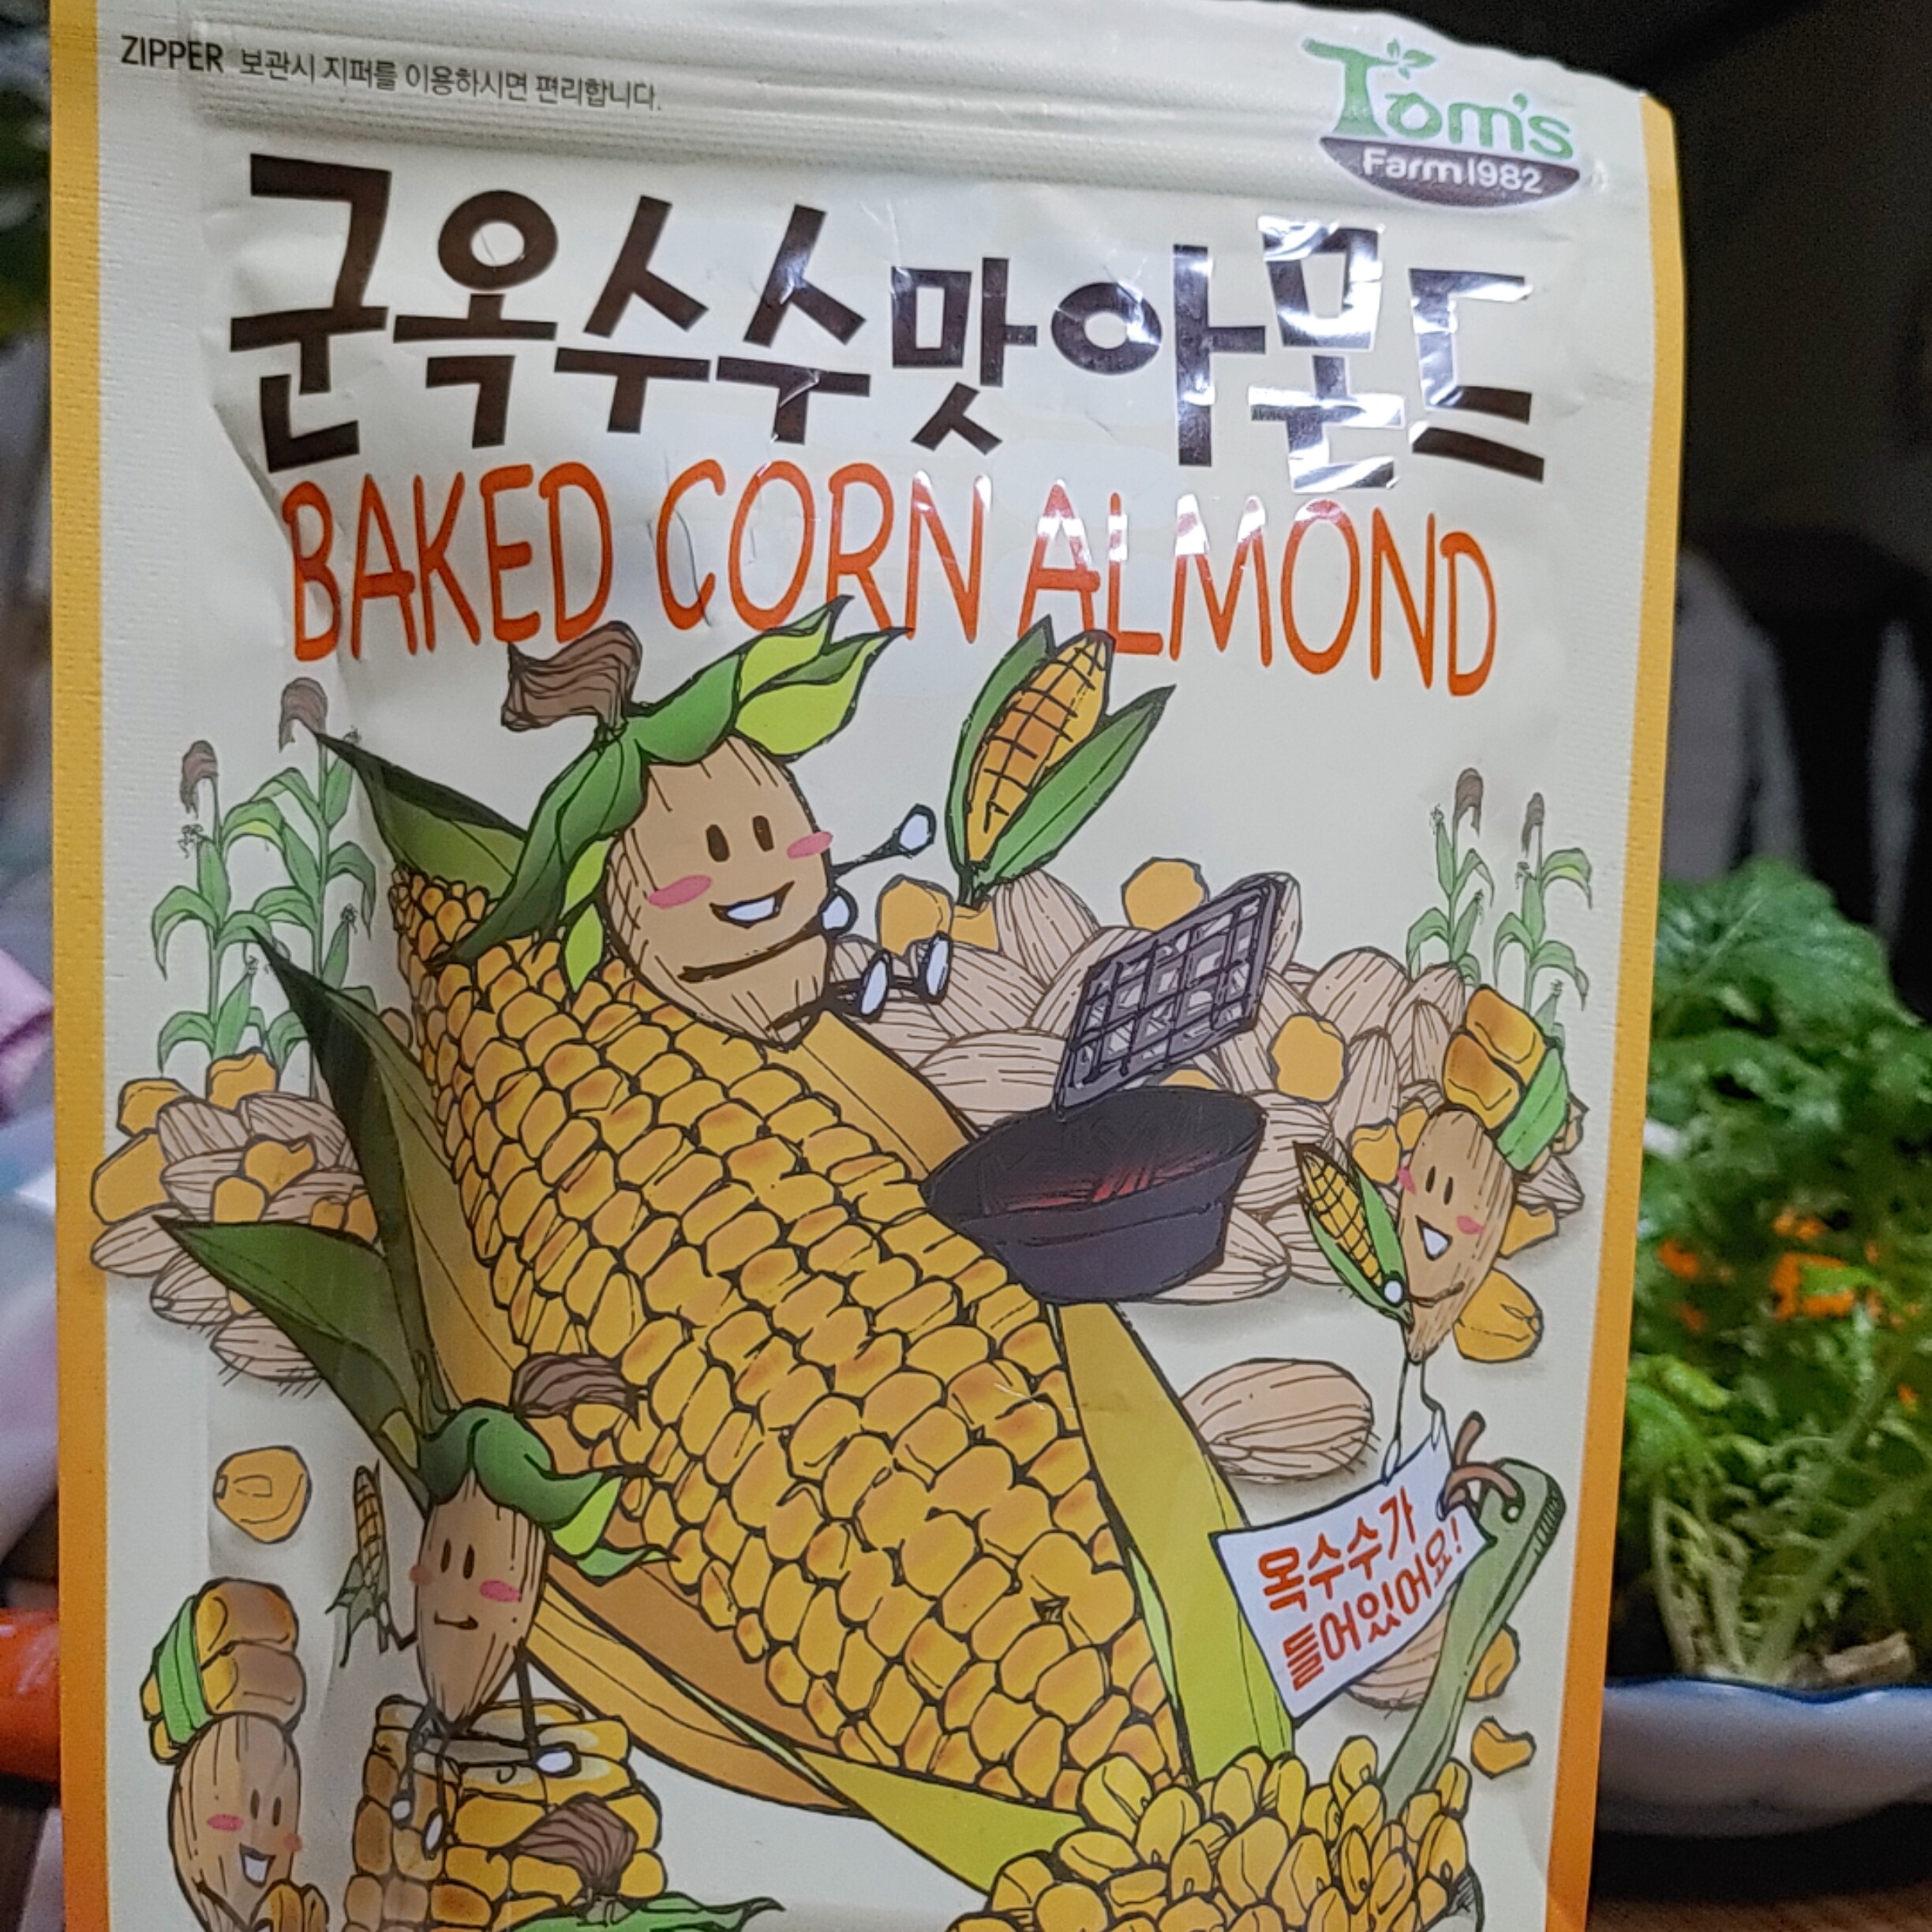 ZIPPER 보관시 지퍼를 이용하시면 편리합니다.
Tom's
Farm 1982
군옥수수맛 아몬드
BAKED CORN ALMOND
옥수수가
들어있어요!